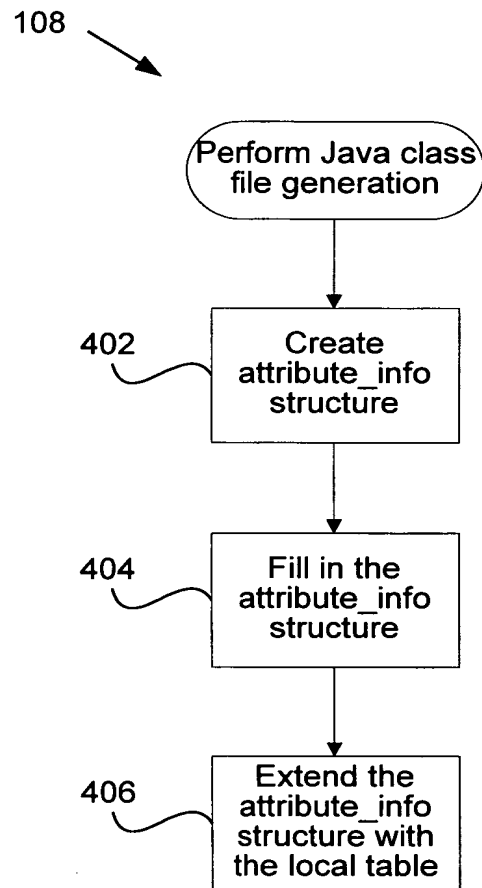 108
Perform Java class
file generation
402
Create
attribute_info
structure
404
Fill in the
attribute_info
structure
406
Extend the
attribute_info
structure with
the local table